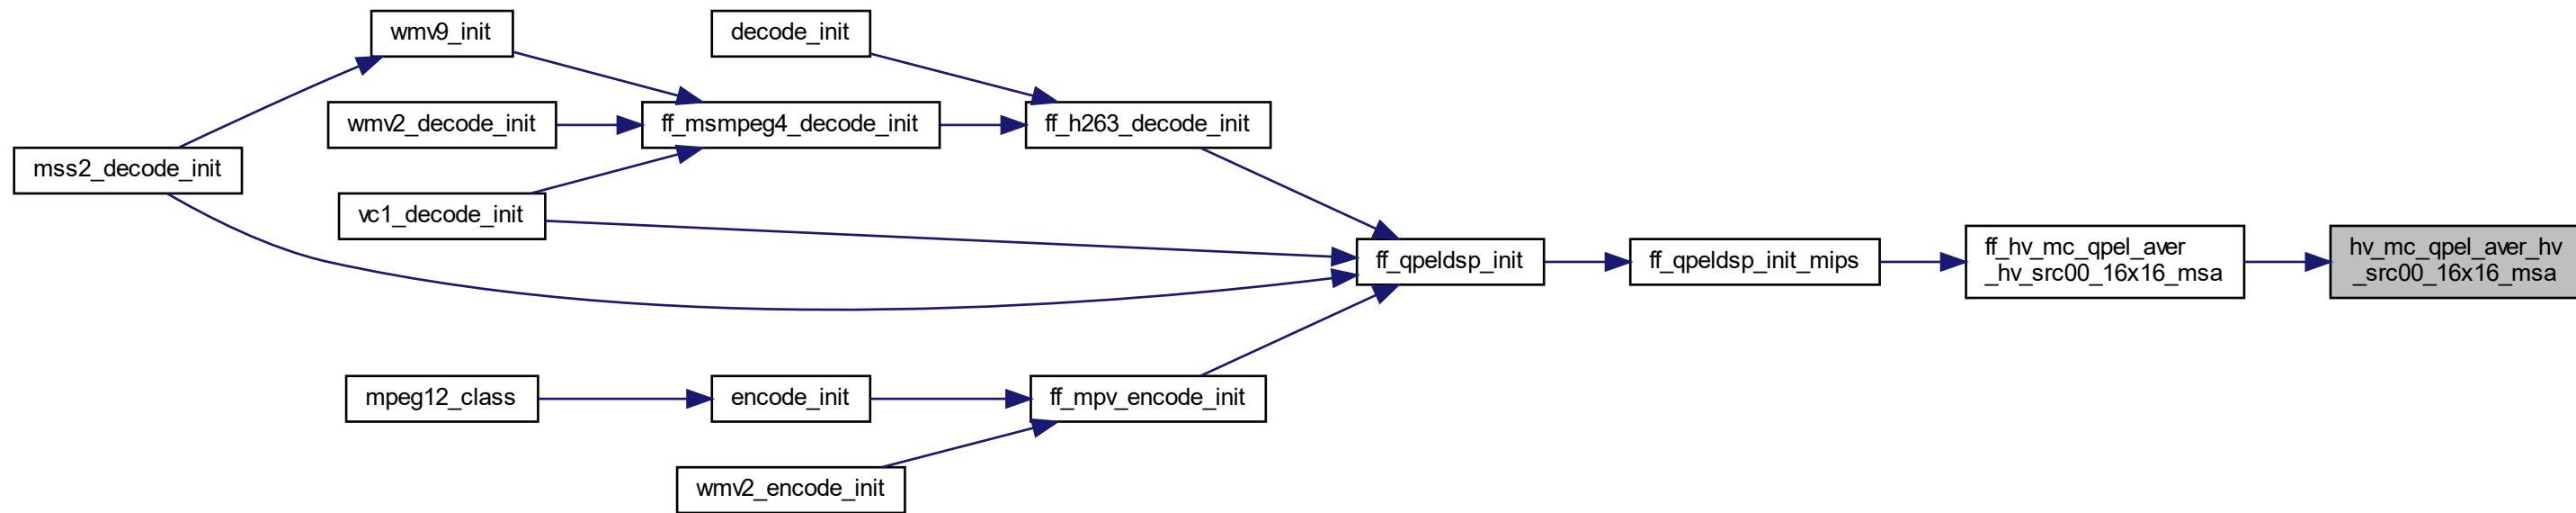 wmv9_init
decode_init
wmv2_decode_init
ff_msmpeg4_decode_init
ff_h263_decode_init
mss2_decode_init
vc1_decode_init
ff_qpeldsp_init
ff_qpeldsp_init_mips
ff_hv_mc_qpel_aver
_hv_src00_16x16_msa
hv_mc_qpel_aver_hv
_src00_16x16_msa
mpeg12_class
encode_init
ff_mpv_encode_init
wmv2_encode_init